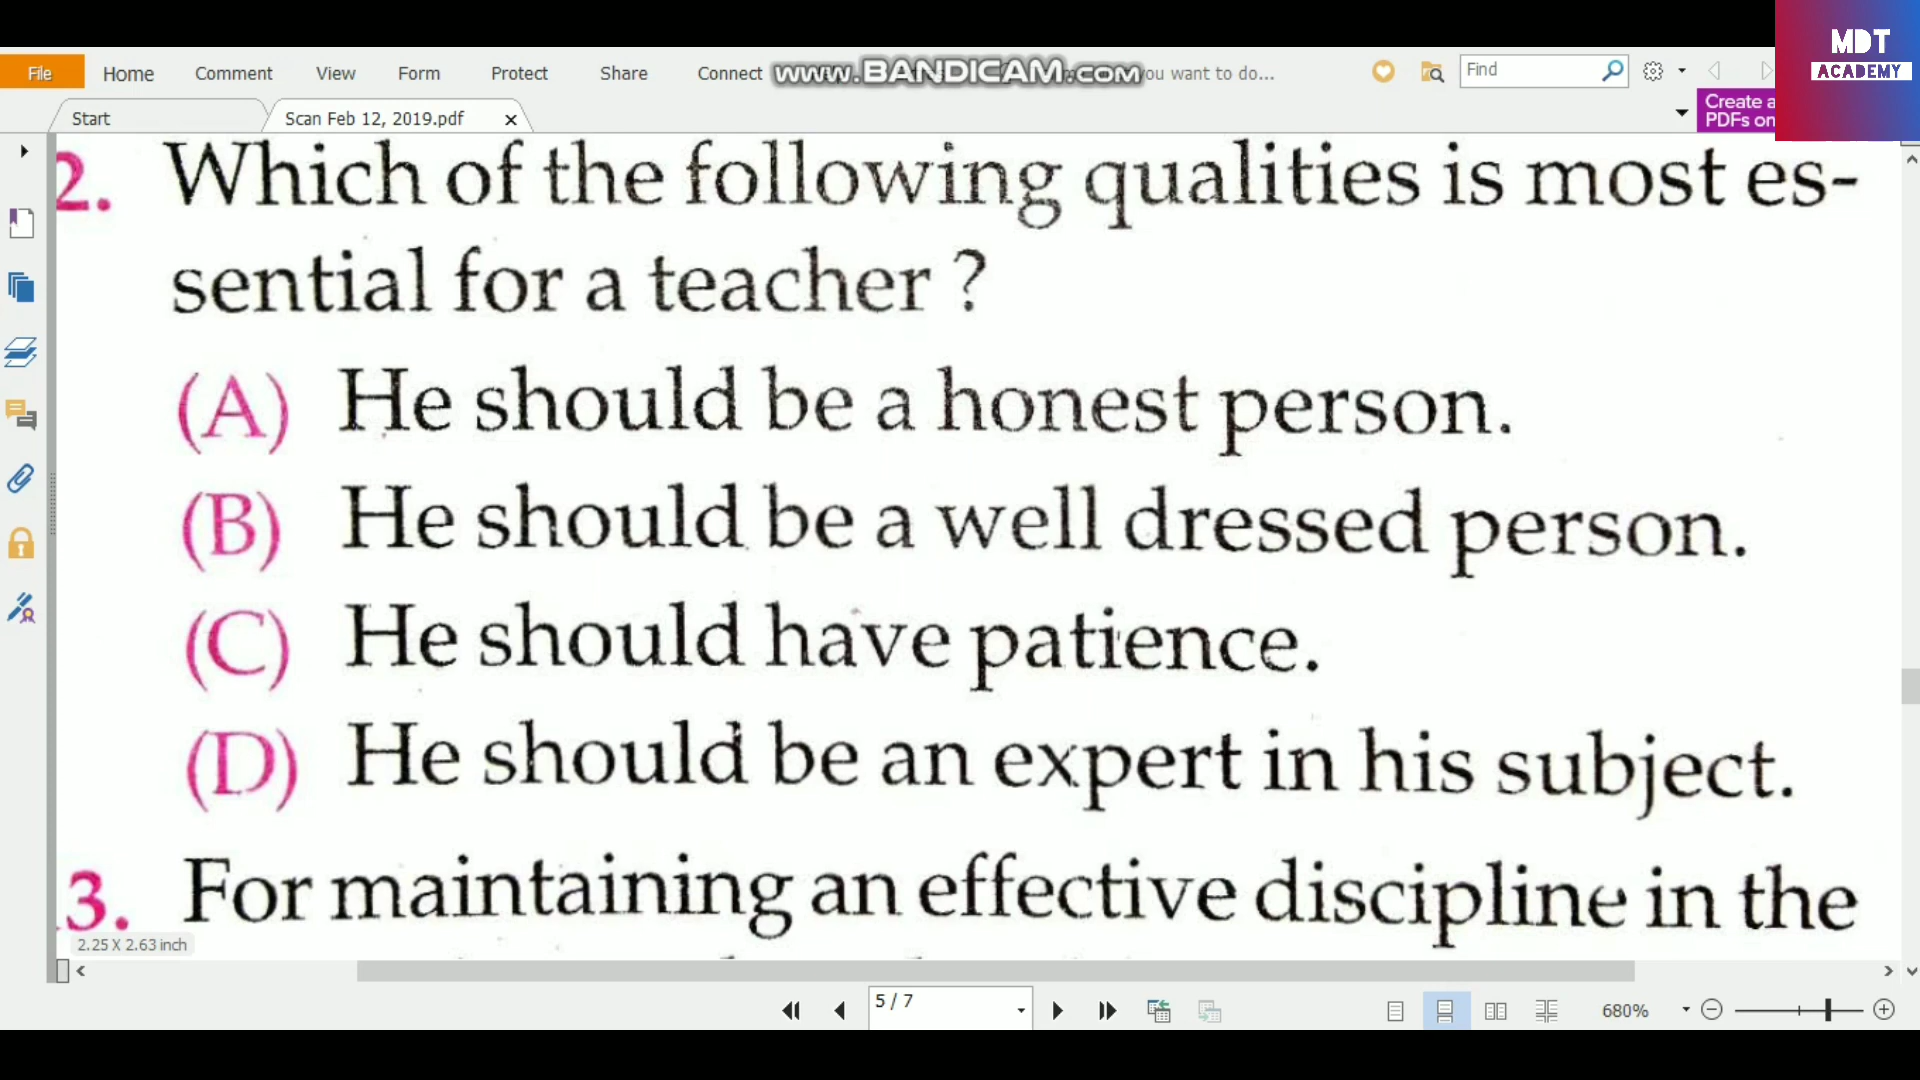 MDT
ACADEMY
File Home Comment View Form Protect Share Connect www.BANDICAM.com you want to do... Find
Create a
PDFs on
Start Scan Feb 12, 2019.pdf
2. Which of the following qualities is most es-
sential for a teacher ?
(A) He should be a honest person.
(B) He should be a well dressed person.
(C) He should have patience.
(D) He should be an expert in his subject.
3. For maintaining an effective discipline in the
2.25 X 2.63 inch
5 / 7 680%